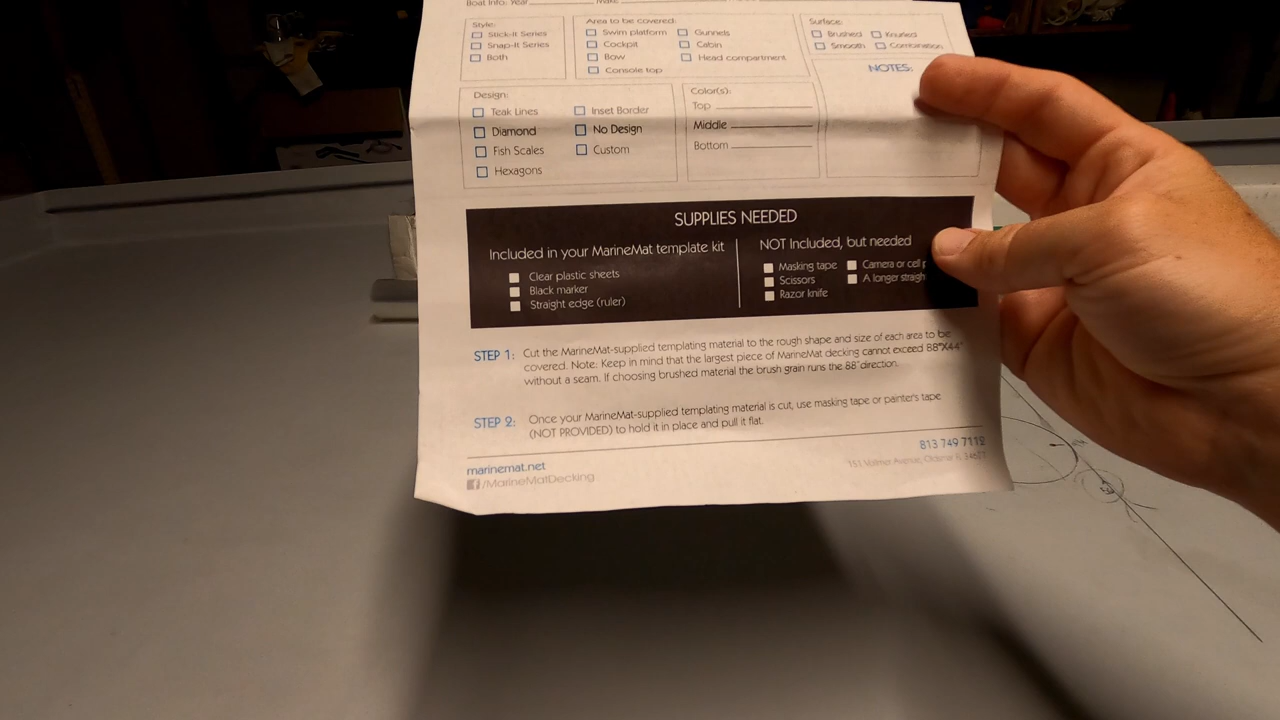 Boat Info: Year
Make
Style:
Stick-It Series
Snap-It Series
Both
Area to be covered:
Swim platform
Cockpit
Bow
Console top
Gunnels
Cabin
Head compartment
Surface:
Brushed
Knurled
Smooth
Combination
NOTES:
Design:
Teak Lines
Diamond
Fish Scales
Hexagons
Inset Border
No Design
Custom
Color(s):
Top
Middle
Bottom
SUPPLIES NEEDED
Included in your MarineMat template kit
Clear plastic sheets
Black marker
Straight edge (ruler)
NOT Included, but needed
Masking tape
Scissors
Razor knife
Camera or cell p
A longer straigh
STEP 1: Cut the MarineMat-supplied templating material to the rough shape and size of each area to be
covered. Note: Keep in mind that the largest piece of MarineMat decking cannot exceed 88"X44"
without a seam. If choosing brushed material the brush grain runs the 88" direction.
STEP 2: Once your MarineMat-supplied templating material is cut, use masking tape or painter's tape
(NOT PROVIDED) to hold it in place and pull it flat.
marinemat.net
f/MarineMatDecking
813 749 7112
151 Vollmer Avenue, Oldsmar FL 34677